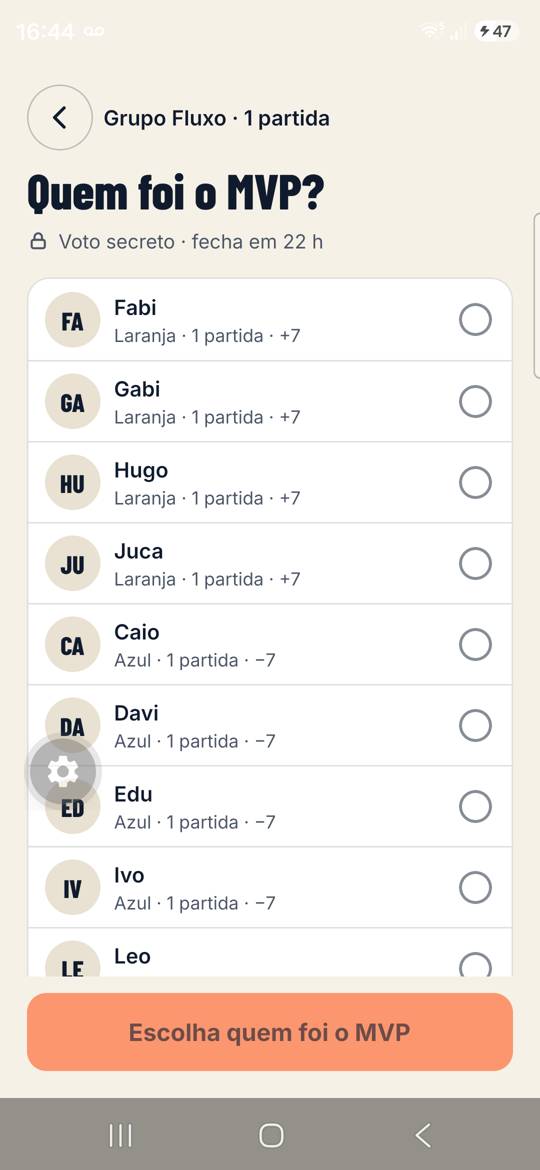 16:44
47
Grupo Fluxo · 1 partida
Quem foi o MVP?
Voto secreto · fecha em 22 h
FA
Fabi
Laranja · 1 partida · +7
GA
Gabi
Laranja · 1 partida · +7
HU
Hugo
Laranja · 1 partida · +7
JU
Juca
Laranja · 1 partida · +7
CA
Caio
Azul · 1 partida · −7
DA
Davi
Azul · 1 partida · −7
ED
Edu
Azul · 1 partida · −7
IV
Ivo
Azul · 1 partida · −7
LE
Leo
Escolha quem foi o MVP